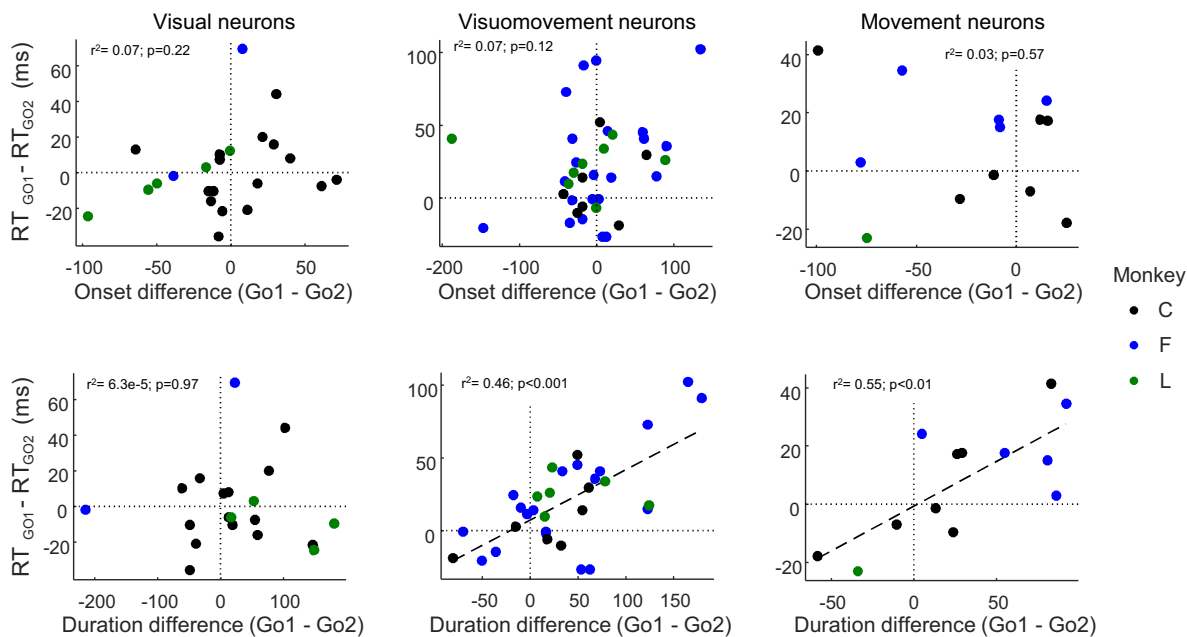 Visual neurons
Visuomovement neurons
Movement neurons
r²= 0.07; p=0.22
r²= 0.07; p=0.12
r²= 0.03; p=0.57
RT GO1 - RT GO2 (ms)
60
40
20
0
-20
100
50
0
40
20
0
-20
-100
-50
0
50
-200
-100
0
100
-100
-50
0
Onset difference (Go1 - Go2)
Onset difference (Go1 - Go2)
Onset difference (Go1 - Go2)
Monkey
C
F
L
r²= 6.3e-5; p=0.97
r²= 0.46; p<0.001
r²= 0.55; p<0.01
RT GO1 - RT GO2 (ms)
60
40
20
0
-20
100
50
0
40
20
0
-20
-200
-100
0
100
-50
0
50
100
150
-50
0
50
Duration difference (Go1 - Go2)
Duration difference (Go1 - Go2)
Duration difference (Go1 - Go2)